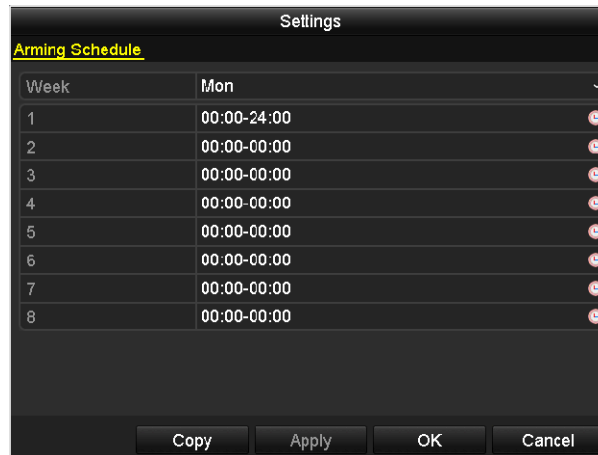 Settings
Arming Schedule
Week Mon
1 00:00-24:00
2 00:00-00:00
3 00:00-00:00
4 00:00-00:00
5 00:00-00:00
6 00:00-00:00
7 00:00-00:00
8 00:00-00:00
Copy Apply OK Cancel